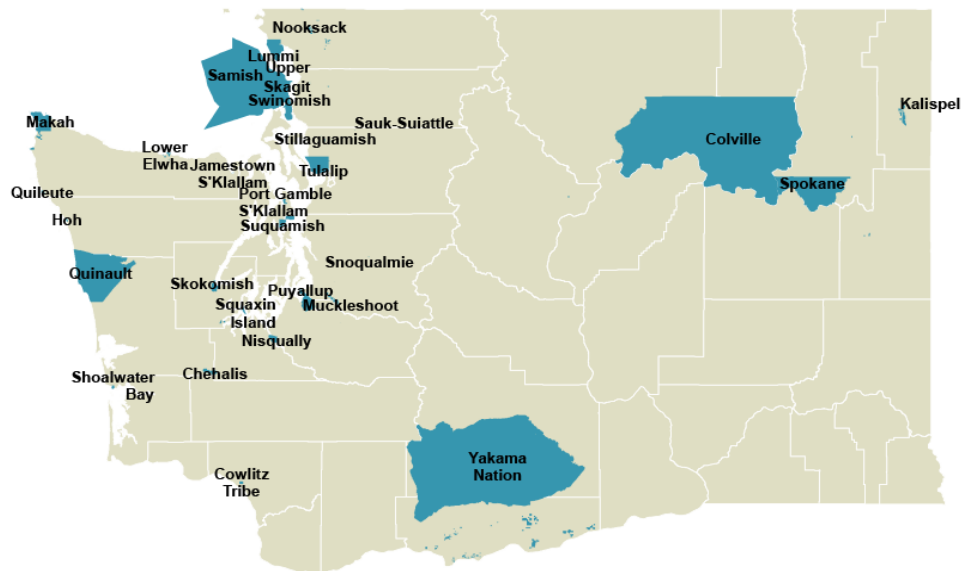 Nooksack
Lummi
Upper
Skagit
Samish
Swinomish
Kalispel
Makah
Sauk-Suiattle
Stillaguamish
Colville
Lower
Elwha
Jamestown
S'Klallam
Tulalip
Spokane
Quileute
Port Gamble
S'Klallam
Hoh
Suquamish
Quinault
Snoqualmie
Skokomish
Puyallup
Muckleshoot
Squaxin
Island
Nisqually
Chehalis
Shoalwater
Bay
Yakama
Nation
Cowlitz
Tribe